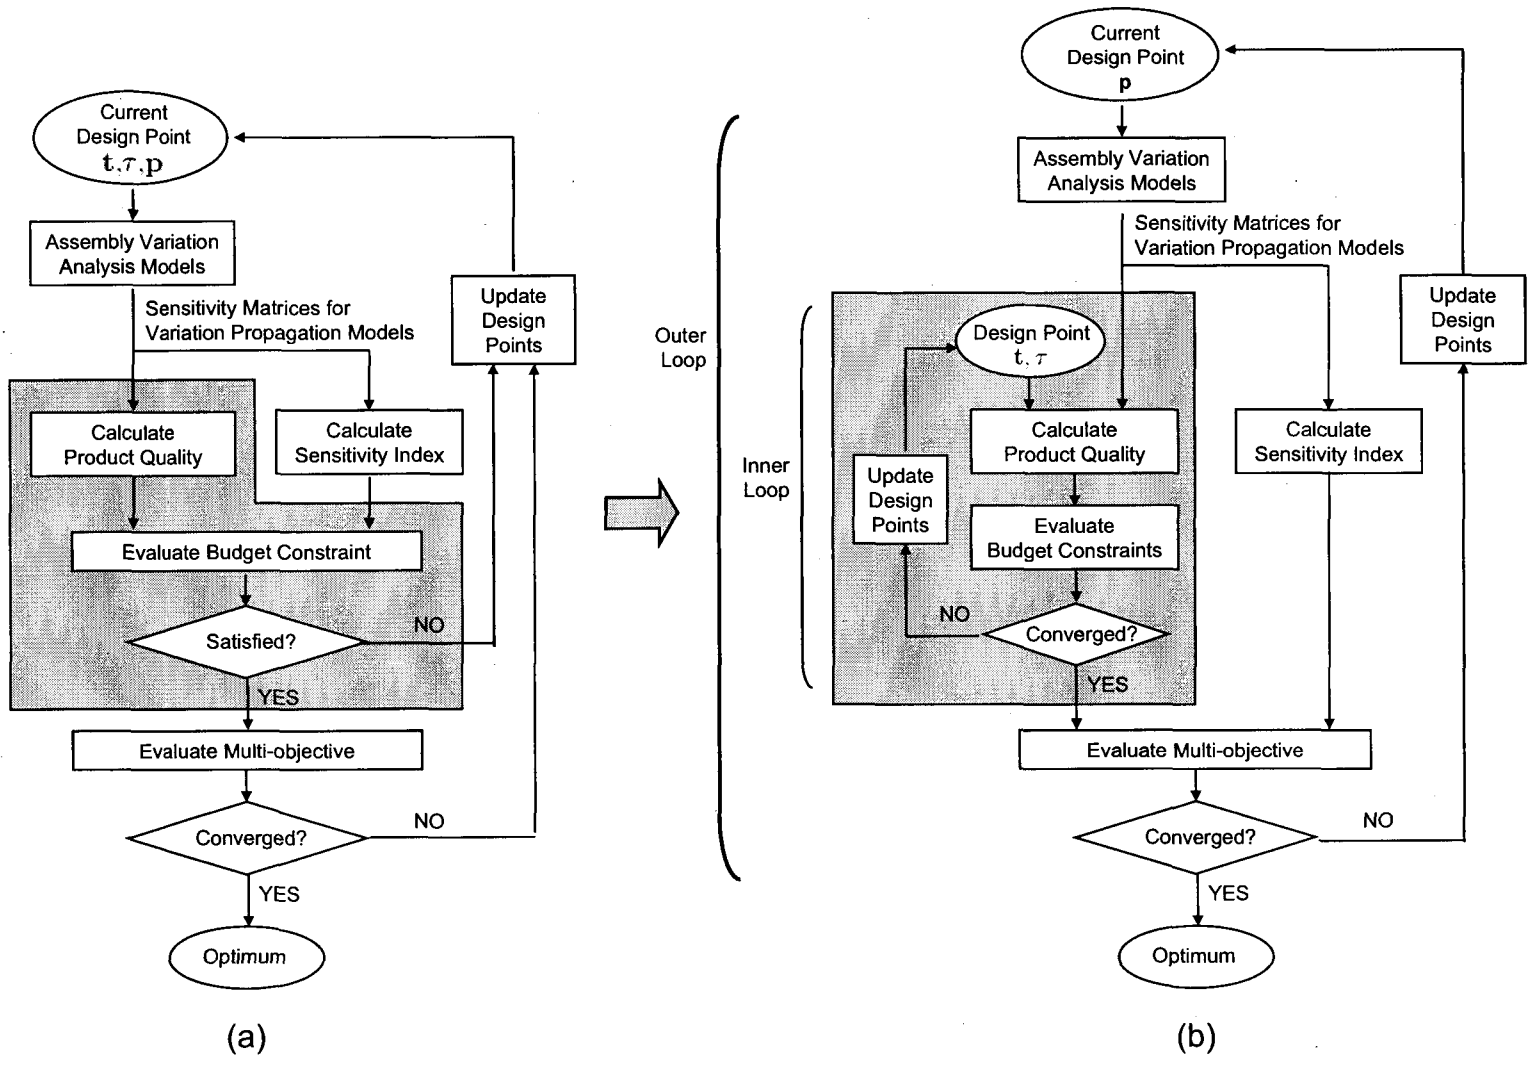 Current
Design Point
t,τ,p
Assembly Variation
Analysis Models
Sensitivity Matrices for
Variation Propagation Models
Update
Design
Points
Calculate
Product Quality
Calculate
Sensitivity Index
Evaluate Budget Constraint
Satisfied?
NO
YES
Evaluate Multi-objective
Converged?
NO
YES
Optimum
(a)
Outer
Loop
Current
Design Point
p
Assembly Variation
Analysis Models
Sensitivity Matrices for
Variation Propagation Models
Update
Design
Points
Inner
Loop
Design Point
t, τ
Calculate
Product Quality
Calculate
Sensitivity Index
Update
Design
Points
Evaluate
Budget Constraints
NO
Converged?
YES
Evaluate Multi-objective
Converged?
NO
YES
Optimum
(b)